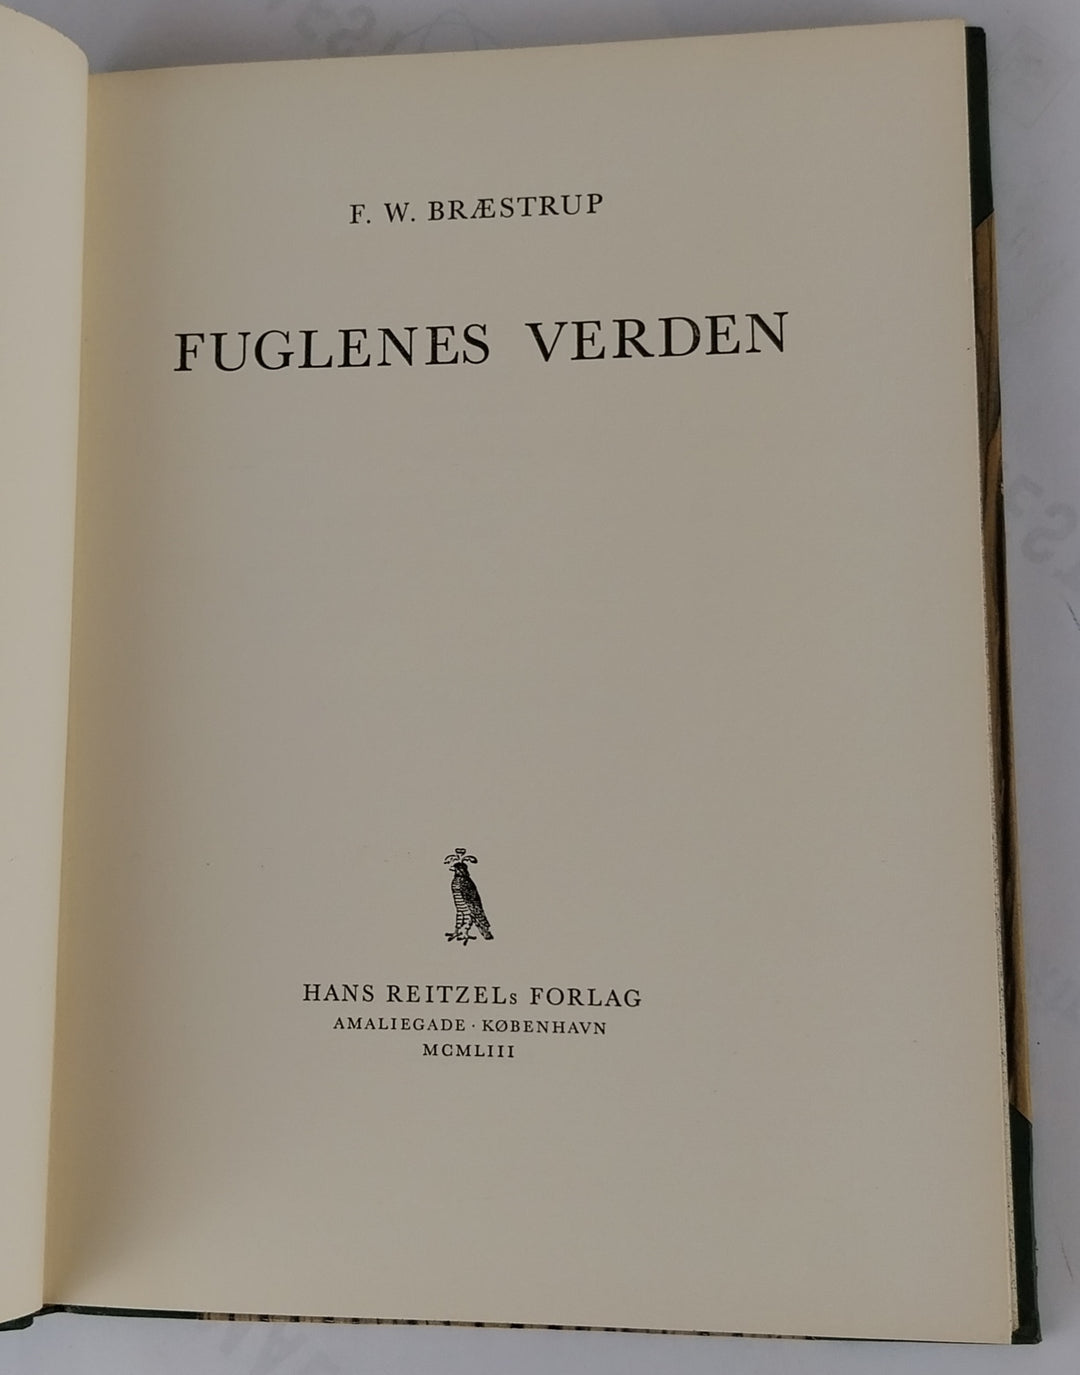 F. W. BRÆSTRUP
FUGLENES VERDEN
HANS REITZELs FORLAG
AMALIEGADE · KØBENHAVN
MCMLIII